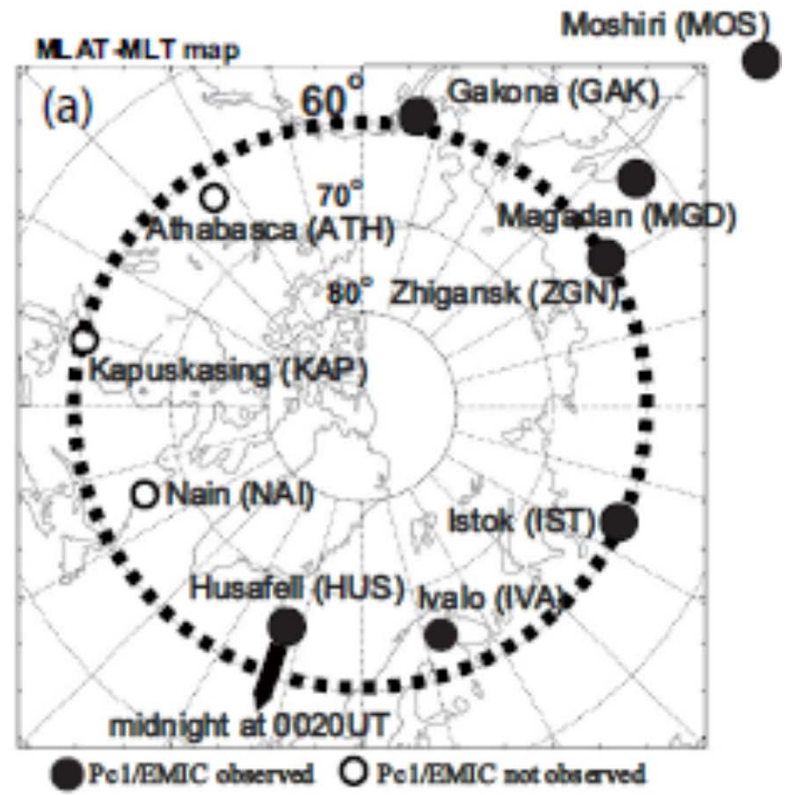 Moshiri (MOS)
MLAT-MLT map
(a)
60°
Gakona (GAK)
70°
Magadan (MGD)
Athabasca (ATH)
80°
Zhigansk (ZGN)
Kapuskasing (KAP)
Nain (NAI)
Istok (IST)
Husafell (HUS)
Ivalo (IVA)
midnight at 0020UT
Pc1/EMIC observed
Pc1/EMIC not observed